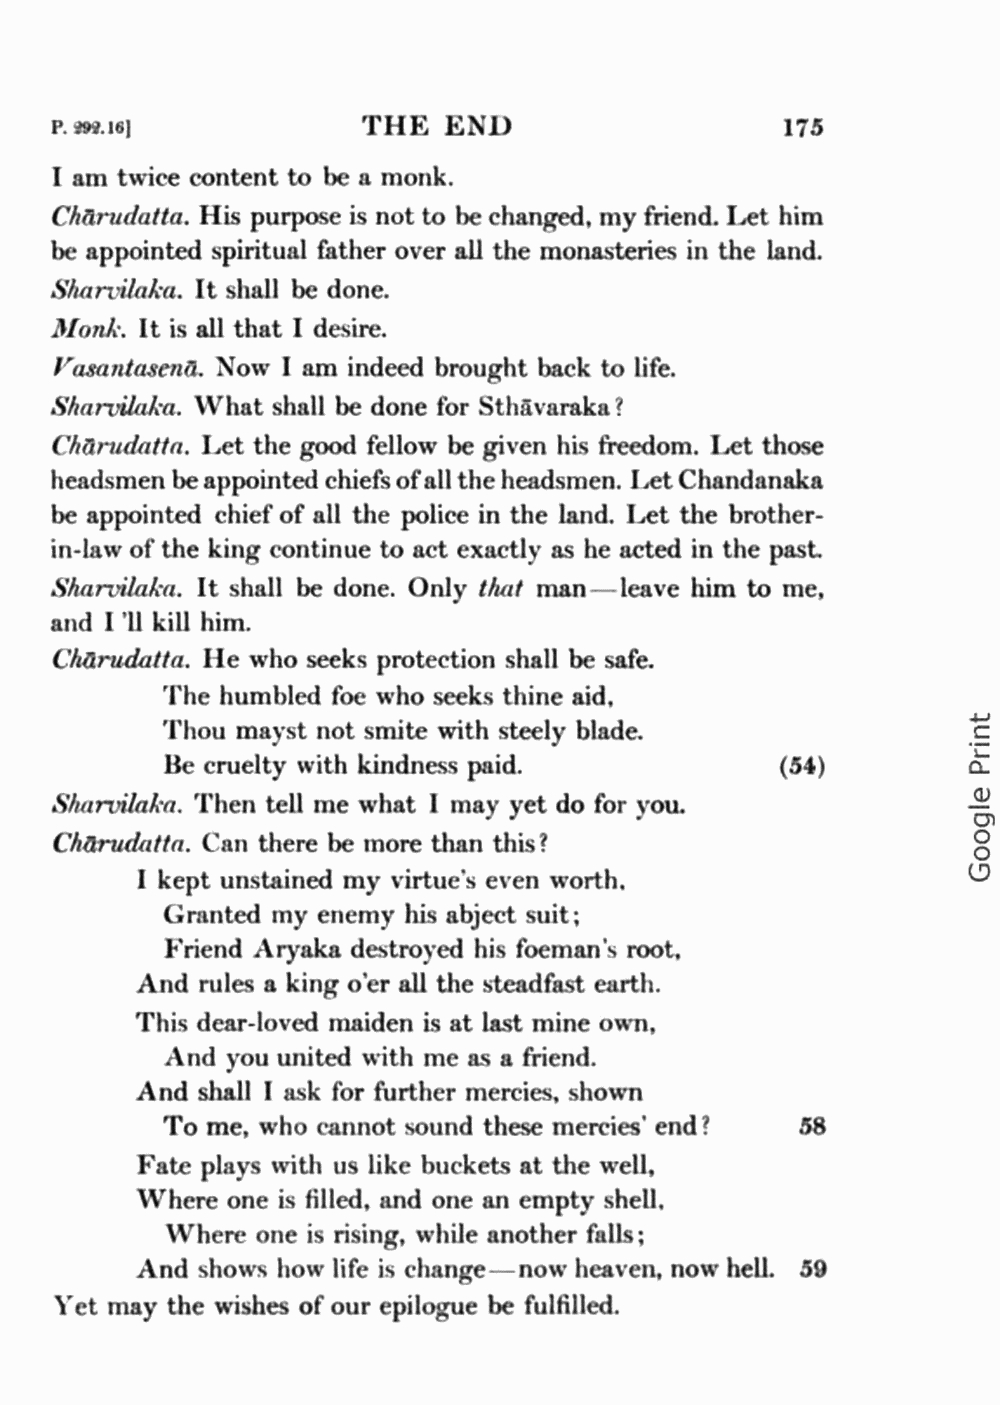 P. 292.16] THE END 175
I am twice content to be a monk.
Chārudatta. His purpose is not to be changed, my friend. Let him
be appointed spiritual father over all the monasteries in the land.
Sharvilaka. It shall be done.
Monk. It is all that I desire.
Vasantasenā. Now I am indeed brought back to life.
Sharvilaka. What shall be done for Sthāvaraka?
Chārudatta. Let the good fellow be given his freedom. Let those
headsmen be appointed chiefs of all the headsmen. Let Chandanaka
be appointed chief of all the police in the land. Let the brother-
in-law of the king continue to act exactly as he acted in the past.
Sharvilaka. It shall be done. Only that man—leave him to me,
and I 'll kill him.
Chārudatta. He who seeks protection shall be safe.
The humbled foe who seeks thine aid,
Thou mayst not smite with steely blade.
Be cruelty with kindness paid. (54)
Sharvilaka. Then tell me what I may yet do for you.
Chārudatta. Can there be more than this?
I kept unstained my virtue's even worth,
Granted my enemy his abject suit;
Friend Aryaka destroyed his foeman's root,
And rules a king o'er all the steadfast earth.
This dear-loved maiden is at last mine own,
And you united with me as a friend.
And shall I ask for further mercies, shown
To me, who cannot sound these mercies' end? 58
Fate plays with us like buckets at the well,
Where one is filled, and one an empty shell,
Where one is rising, while another falls;
And shows how life is change—now heaven, now hell. 59
Yet may the wishes of our epilogue be fulfilled.
Google Print